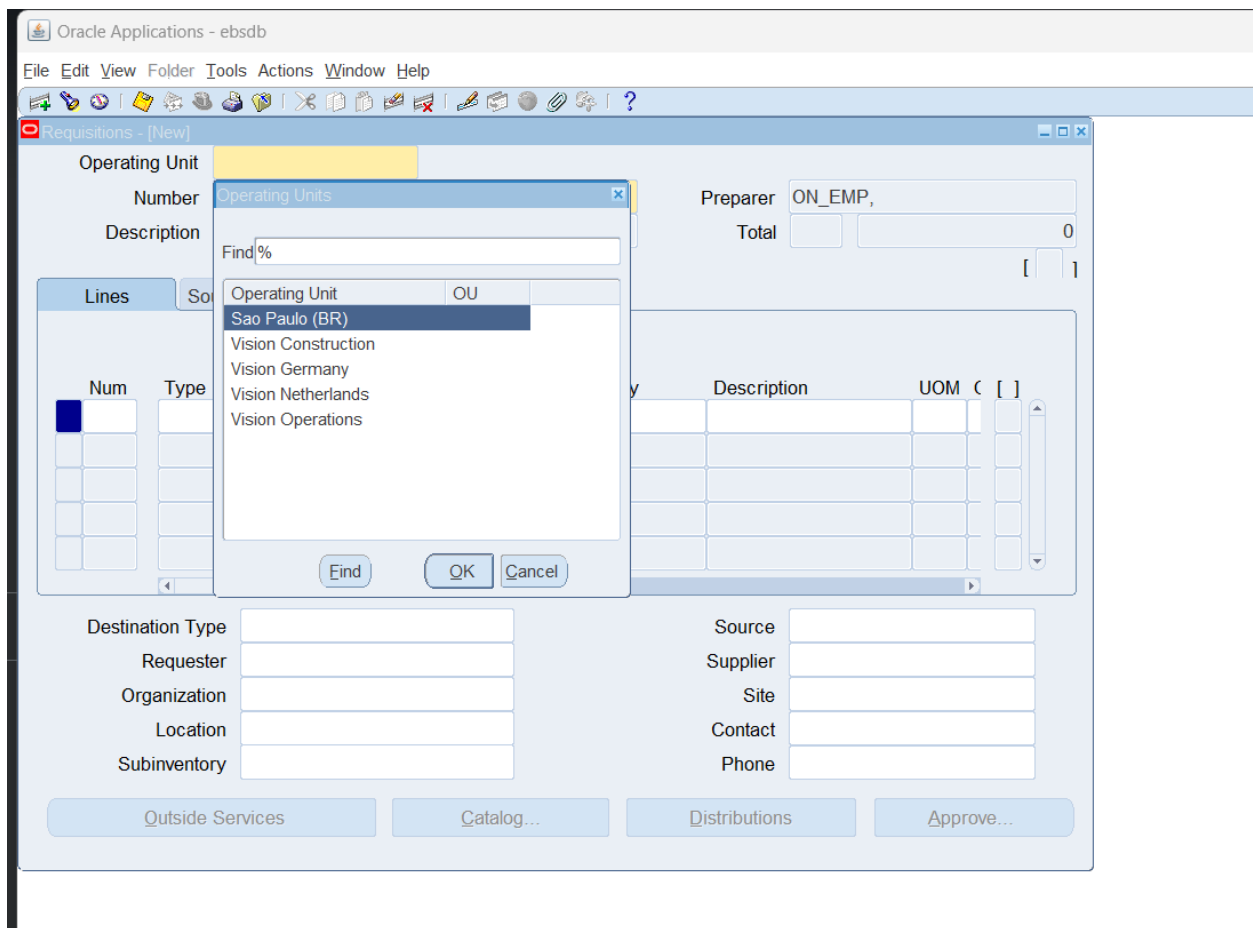 Oracle Applications - ebsdb
File Edit View Folder Tools Actions Window Help
Requisitions - [New]
Operating Unit
Number
Operating Units
Preparer ON_EMP,
Description
Total 0
Find %
[ ]
Lines
Operating Unit OU
Sao Paulo (BR)
Vision Construction
Vision Germany
Vision Netherlands
Vision Operations
Num Type Description UOM [ ]
Find OK Cancel
Destination Type Source
Requester Supplier
Organization Site
Location Contact
Subinventory Phone
Outside Services Catalog... Distributions Approve...